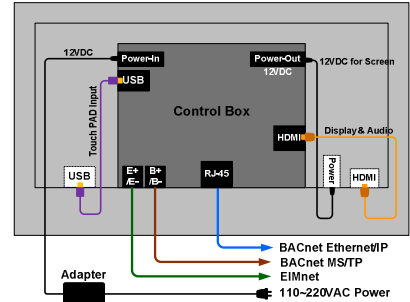 12VDC
Power-In
Power-Out
12VDC
12VDC for Screen
USB
Touch PAD Input
Control Box
HDMI
Display & Audio
USB
E+
/E-
B+
/B-
RJ-45
Power
HDMI
BACnet Ethernet/IP
BACnet MS/TP
EIMnet
Adapter
110~220VAC Power